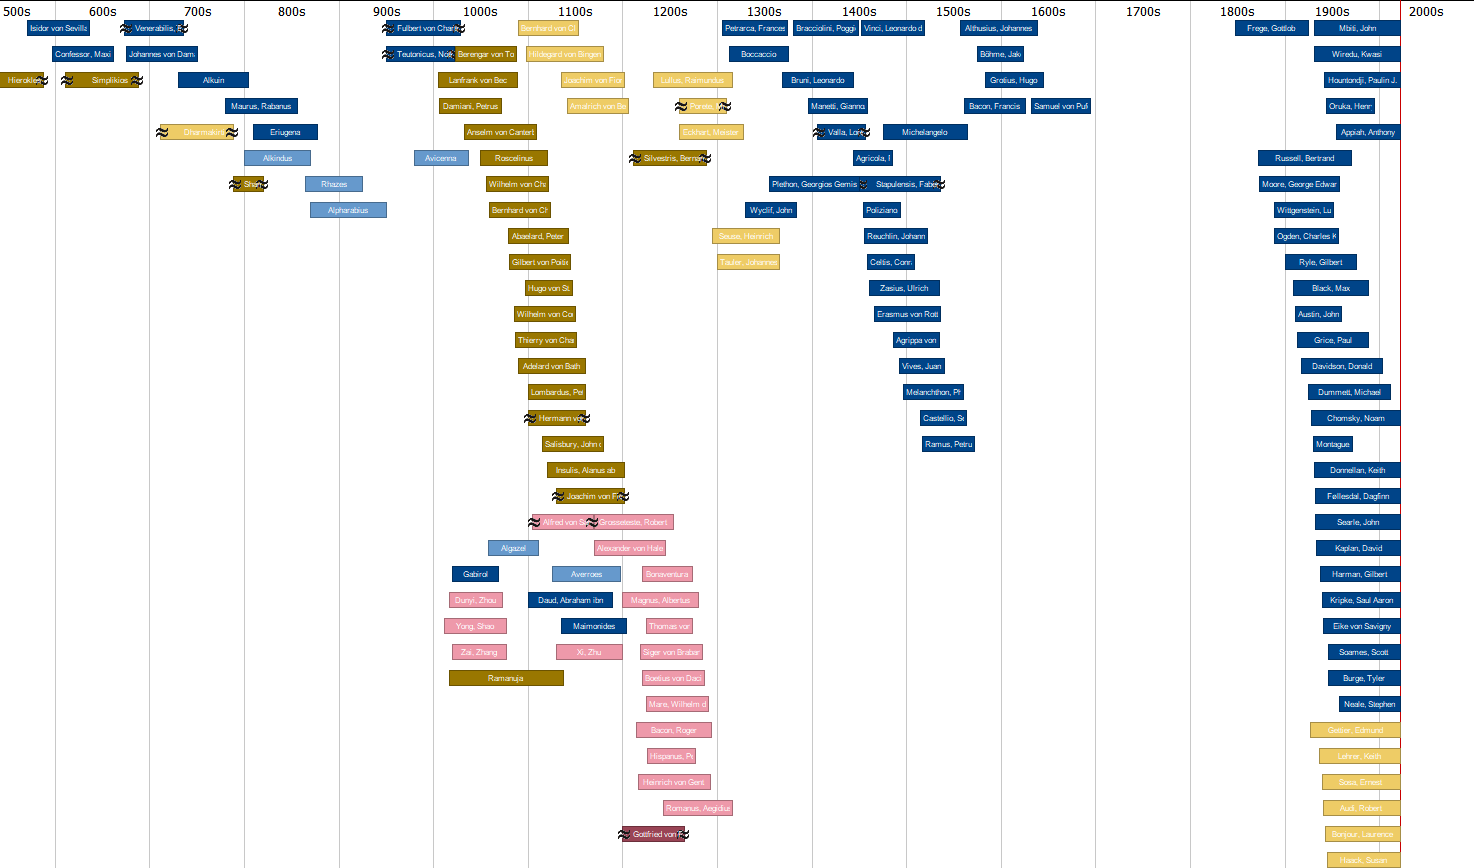 500s 600s 700s 800s 900s 1000s 1100s 1200s 1300s 1400s 1500s 1600s 1700s 1800s 1900s 2000s
Isidor von Sevilla Venerabilis, Fulbert von Chart Bernhard von Cl Petrarca, Frances Bracciolini, Poggi Vinci, Leonardo d Althusius, Johannes Frege, Gottlob Mbiti, John
Confessor, Maxi Johannes von Dam Teutonicus, Not Berengar von To Hildegard von Bingen Boccaccio Böhme, Jak Wiredu, Kwasi
Hierokles Simplikios Alkuin Lanfrank von Bec Joachim von Fior Lullus, Raimundus Bruni, Leonardo Grotius, Hugo Hountondji, Paulin J.
Maurus, Rabanus Damiani, Petrus Amalrich von Be Porete, Manetti, Gianno Bacon, Francis Samuel von Puf Oruka, Henr
Dharmakirti Eriugena Anselm von Cantert Eckhart, Meister Valla, Lor Michelangelo Appiah, Anthony
Alkindus Avicenna Roscelinus Silvestris, Berna Agricola, Russell, Bertrand
Sha Rhazes Wilhelm von Cha Plethon, Georgios Gemis Stapulensis, Fabe Moore, George Edwar
Alpharabius Bernhard von Ch Wyclif, John Poliziano Wittgenstein, Lu
Abaelard, Peter Seuse, Heinrich Reuchlin, Johann Ogden, Charles K
Gilbert von Poitie Tauler, Johannes Celtis, Conr Ryle, Gilbert
Hugo von St. Zasius, Ulrich Black, Max
Wilhelm von Co Erasmus von Rott Austin, John
Thierry von Cha Agrippa von Grice, Paul
Adelard von Bath Vives, Juan Davidson, Donald
Lombardus, Pet Melanchthon, Ph Dummett, Michael
Hermann vo Castellio, Se Chomsky, Noam
Salisbury, John o Ramus, Petru Montague
Insulis, Alanus ab Donnellan, Keith
Joachim von Fi Føllesdal, Dagfinn
Alfred von Sa Grosseteste, Robert Searle, John
Algazel Alexander von Hale Kaplan, David
Gabirol Averroes Bonaventura Harman, Gilbert
Dunyi, Zhou Daud, Abraham ibn Magnus, Albertus Kripke, Saul Aaron
Yong, Shao Maimonides Thomas von Eike von Savigny
Zai, Zhang Xi, Zhu Siger von Brabar Soames, Scott
Ramanuja Boetius von Daci Burge, Tyler
Mare, Wilhelm d Neale, Stephen
Bacon, Roger Gettier, Edmund
Hispanus, Pe Lehrer, Keith
Heinrich von Gent Sosa, Ernest
Romanus, Aegidius Audi, Robert
Gottfried von Bonjour, Laurence
Haack, Susan